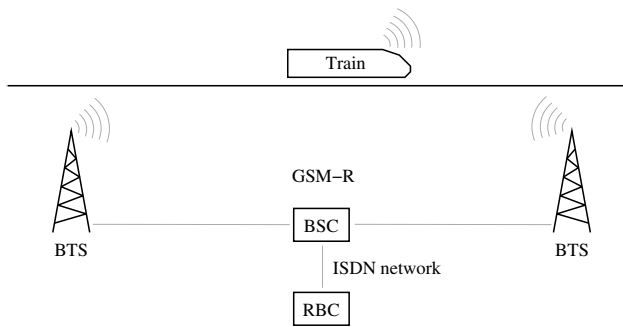 Train
GSM−R
BSC
BTS
BTS
ISDN network
RBC